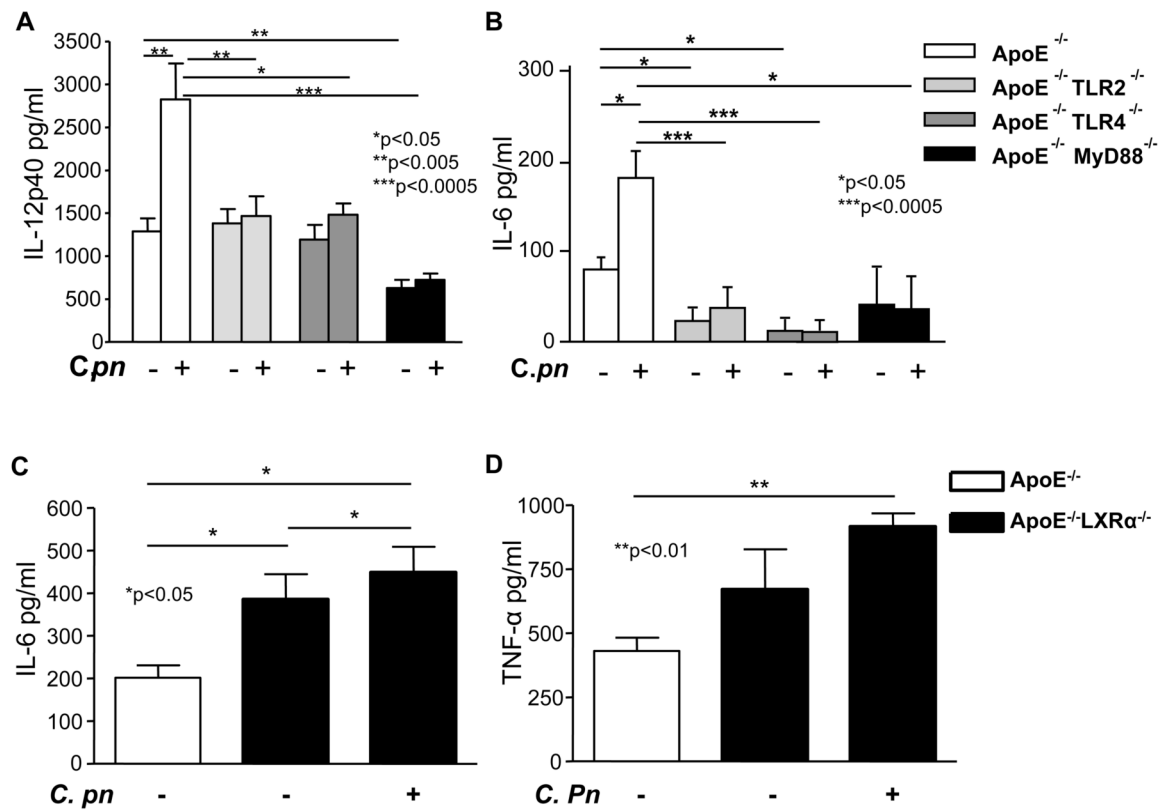 A
IL-12p40 pg/ml
3500
3000
2500
2000
1500
1000
500
0
**
**
**
*
***
*p<0.05
**p<0.005
***p<0.0005
Cpn - + - + - + - +
B
IL-6 pg/ml
300
200
100
0
*
*
*
*
***
***
*p<0.05
***p<0.0005
C.pn - + - + - + - +
ApoE -/-
ApoE -/- TLR2 -/-
ApoE -/- TLR4 -/-
ApoE -/- MyD88 -/-
C
IL-6 pg/ml
600
500
400
300
200
100
0
*
*
*
*p<0.05
C. pn - - +
D
TNF-α pg/ml
1000
750
500
250
0
**
**p<0.01
C. Pn - - +
ApoE-/-
ApoE-/-LXRα-/-